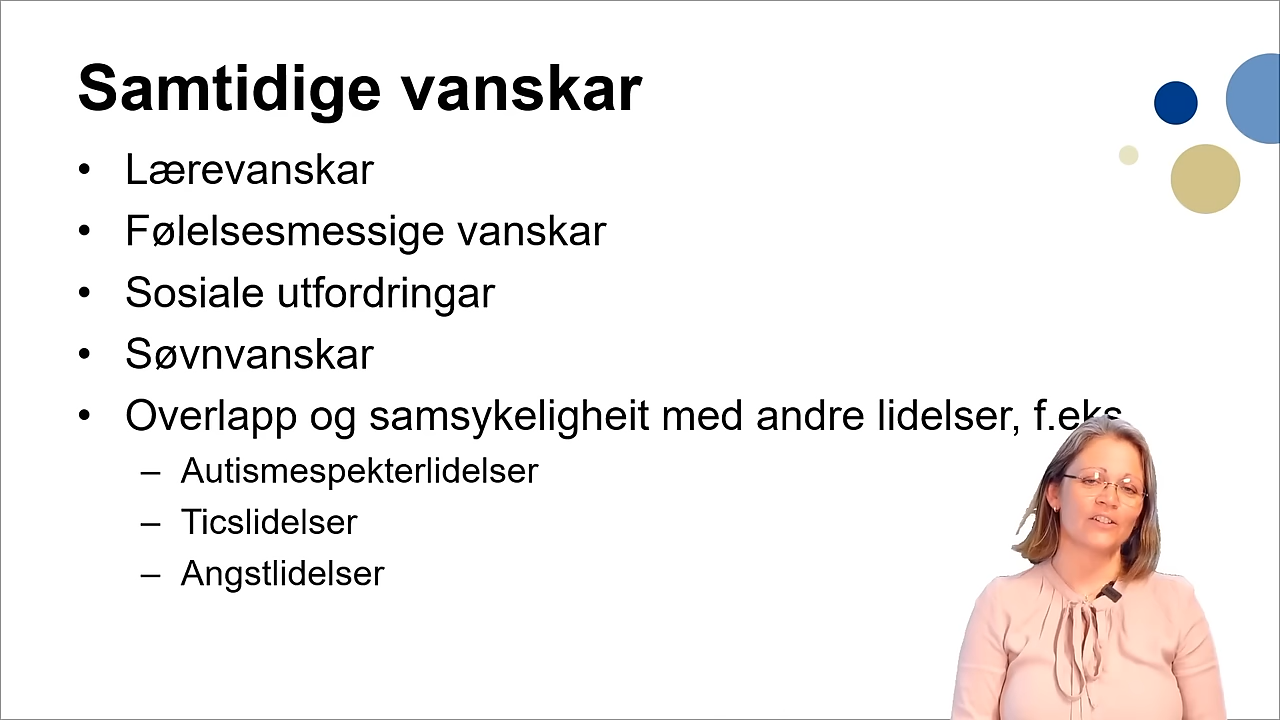 Samtidige vanskar
• Lærevanskar
• Følelsesmessige vanskar
• Sosiale utfordringar
• Søvnvanskar
• Overlapp og samsykeligheit med andre lidelser, f.eks
– Autismespekterlidelser
– Ticslidelser
– Angstlidelser